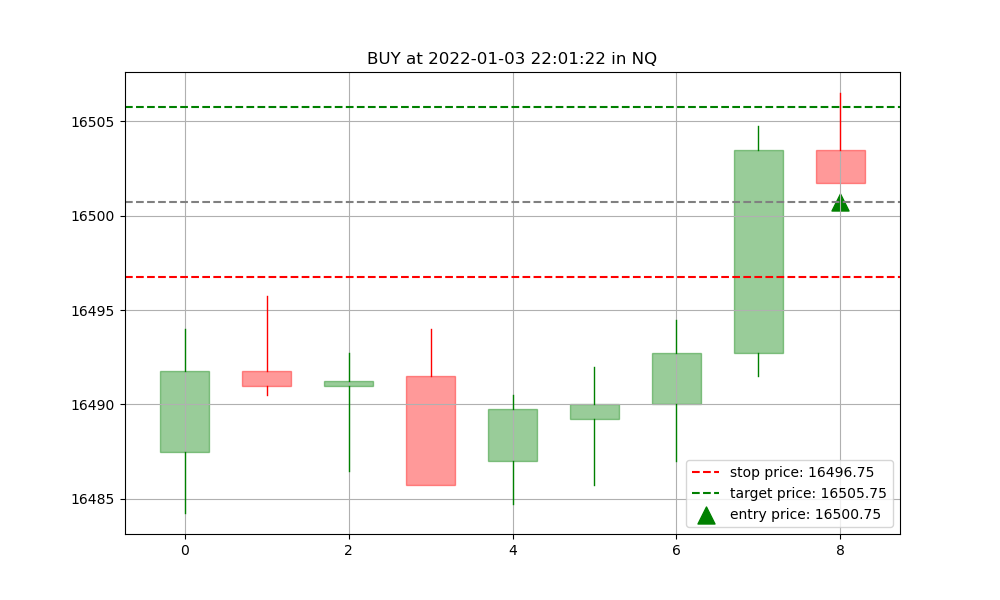 BUY at 2022-01-03 22:01:22 in NQ
16505
16500
16495
16490
16485
stop price: 16496.75
target price: 16505.75
entry price: 16500.75
0 2 4 6 8